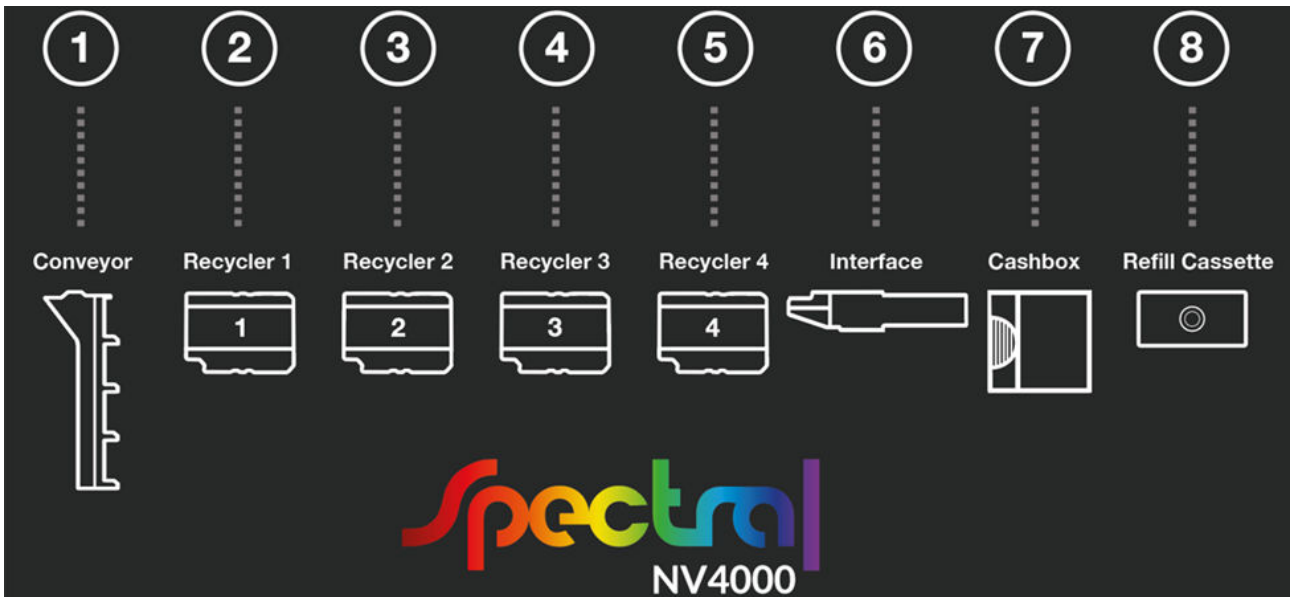 1 2 3 4 5 6 7 8
Conveyor Recycler 1 Recycler 2 Recycler 3 Recycler 4 Interface Cashbox Refill Cassette
1 2 3 4
Spectral
NV4000